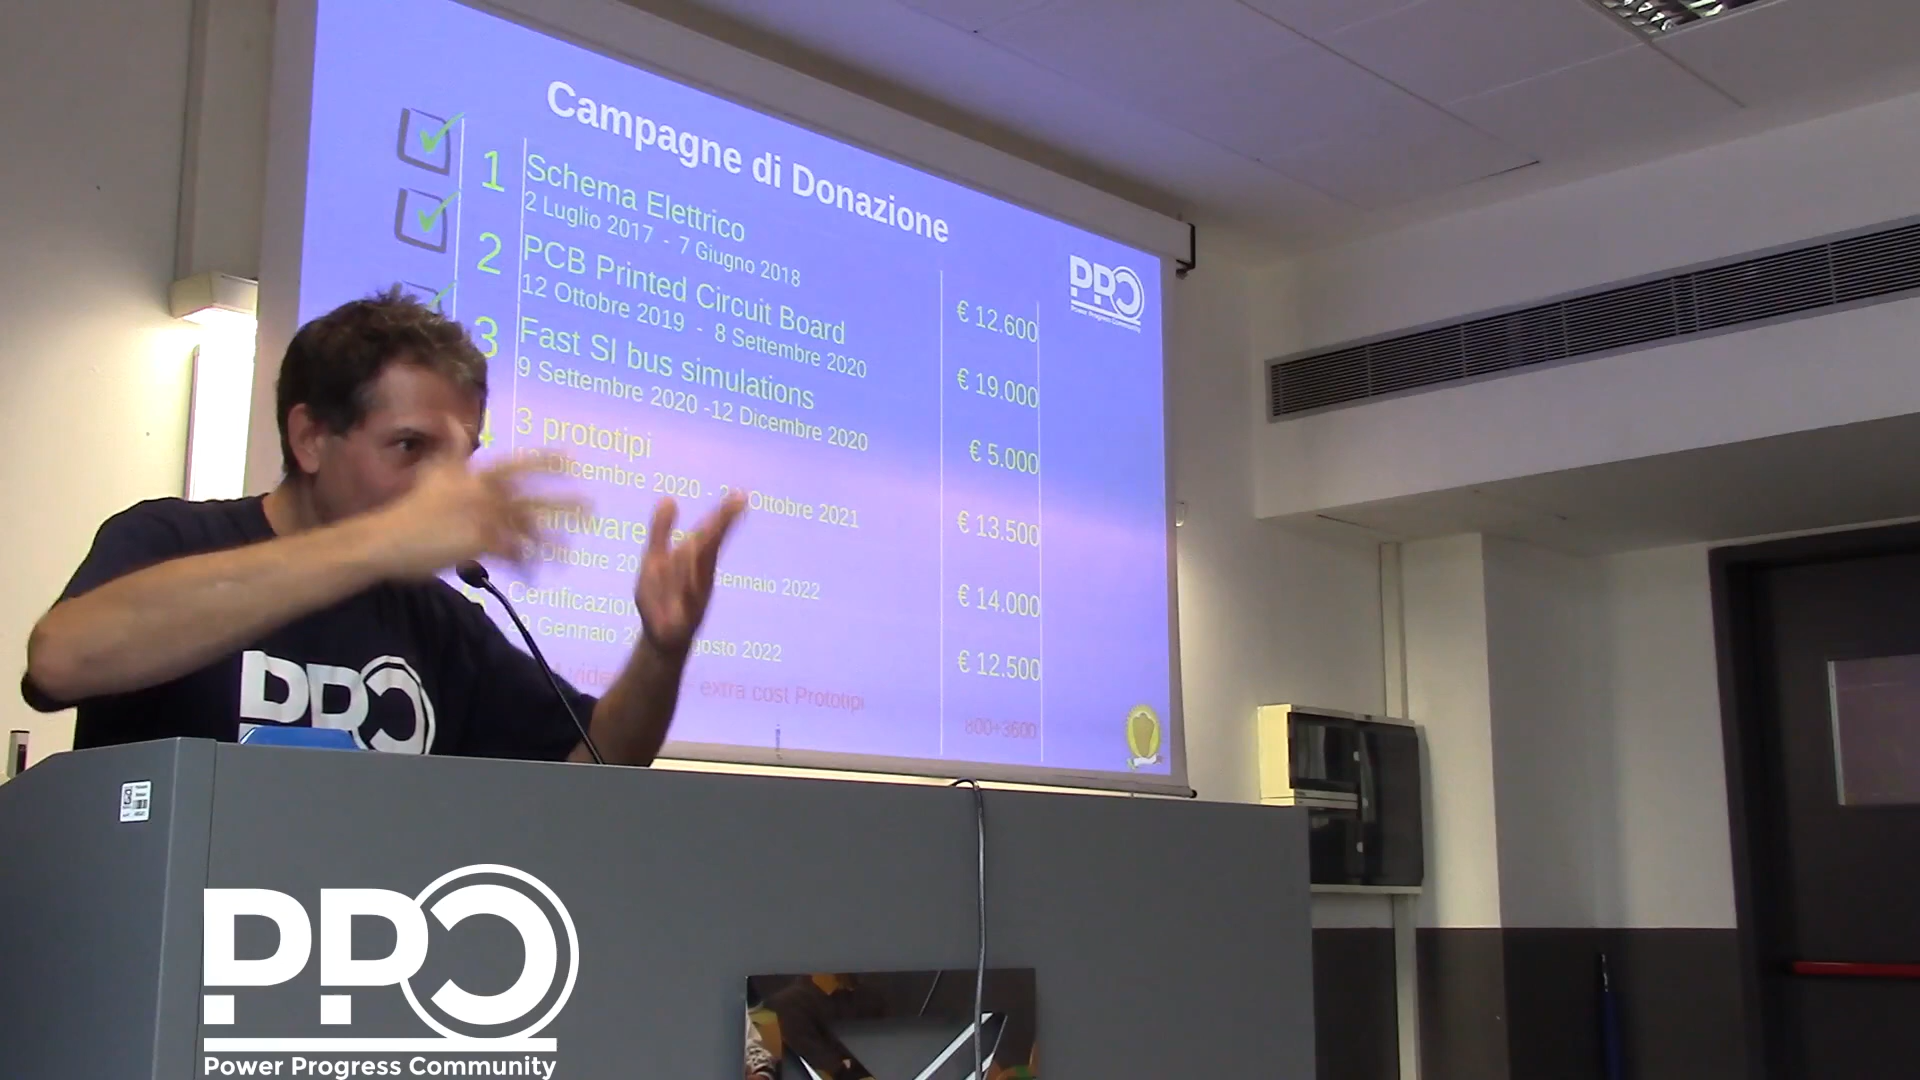 Campagne di Donazione
1 Schema Elettrico
2 Luglio 2017 - 7 Giugno 2018
€ 12.600
2 PCB Printed Circuit Board
12 Ottobre 2019 - 8 Settembre 2020
€ 19.000
3 Fast SI bus simulations
9 Settembre 2020 -12 Dicembre 2020
€ 5.000
4 3 prototipi
Dicembre 2020 - Ottobre 2021
€ 13.500
Ottobre Gennaio 2022
€ 14.000
Gennaio 2022
€ 12.500
- extra cost Prototipi
800+3600
PPC
Power Progress Community
PPC
PPC
Power Progress Community